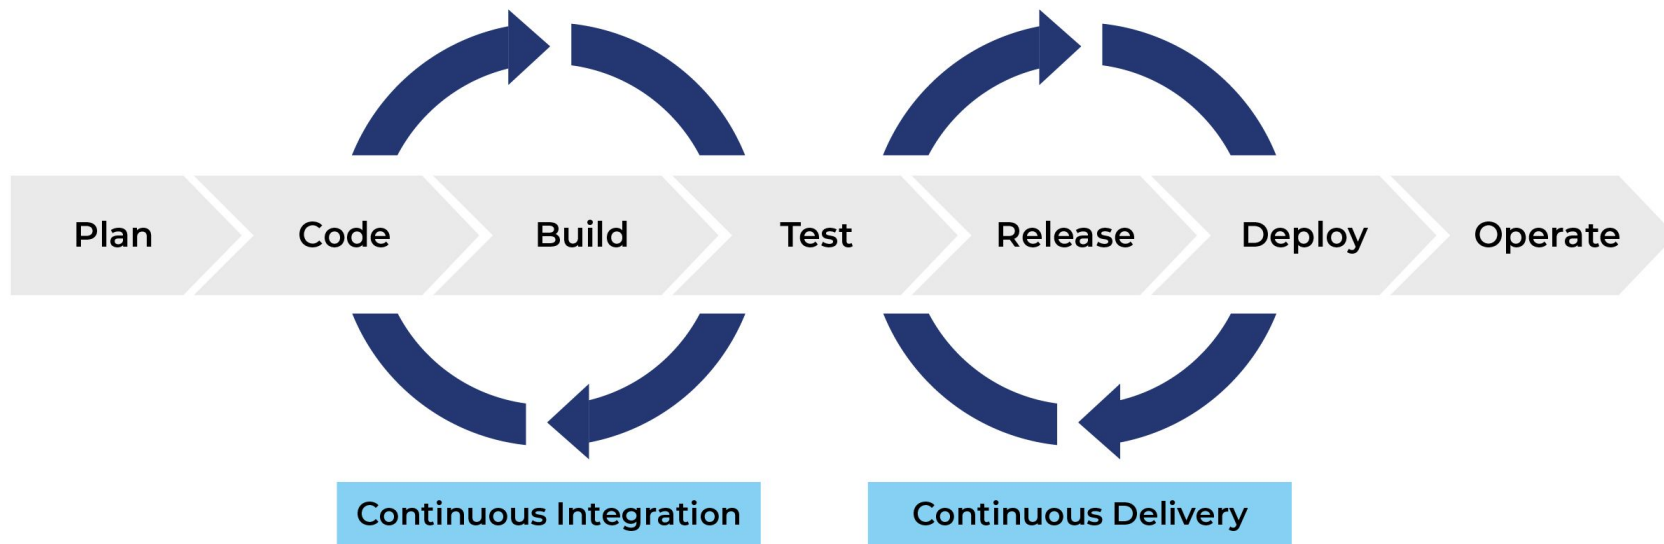 Plan
Code
Build
Test
Release
Deploy
Operate
Continuous Integration
Continuous Delivery